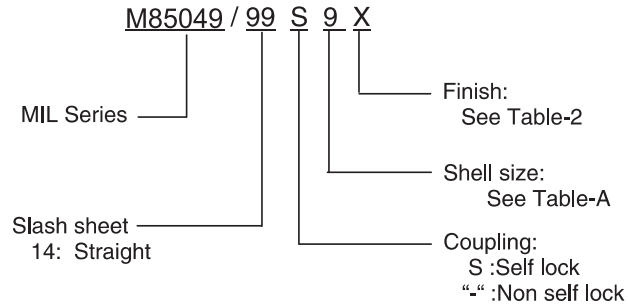 M85049 / 99 S 9 X
Finish:
See Table-2
MIL Series
Shell size:
See Table-A
Slash sheet
14: Straight
Coupling:
S :Self lock
“-“ :Non self lock